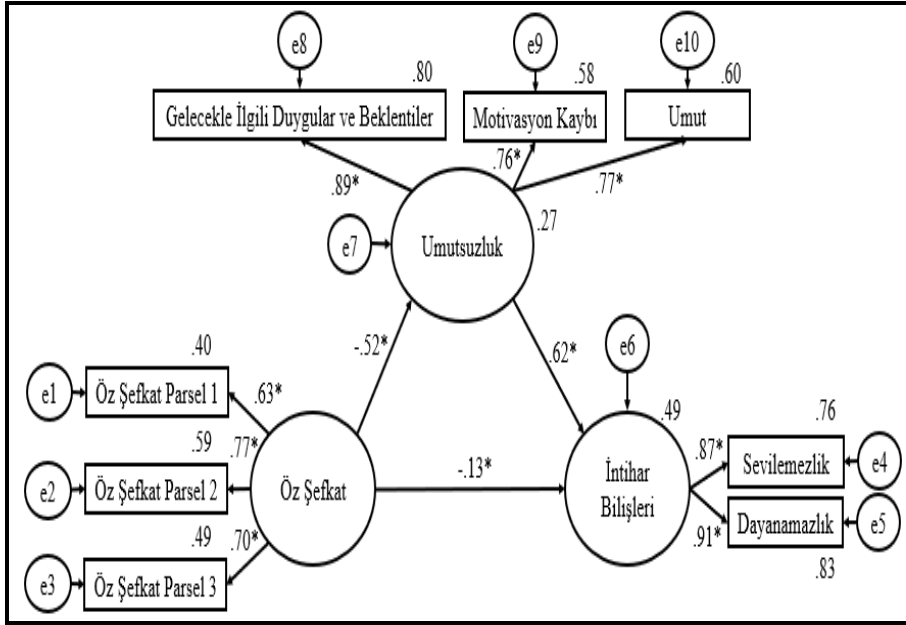 e8
e9
e10
.80
.58
.60
Gelecekle İlgili Duygular ve Beklentiler
Motivasyon Kaybı
Umut
.89*
.76*
.77*
e7
Umutsuzluk
.27
-.52*
.62*
e6
.40
e1
Öz Şefkat Parsel 1
.63*
.59
.77*
e2
Öz Şefkat Parsel 2
Öz Şefkat
-.13*
.49
İntihar
Bilişleri
.76
.87*
Sevilemezlik
e4
.91*
Dayanamazlık
e5
.83
.49
.70*
e3
Öz Şefkat Parsel 3